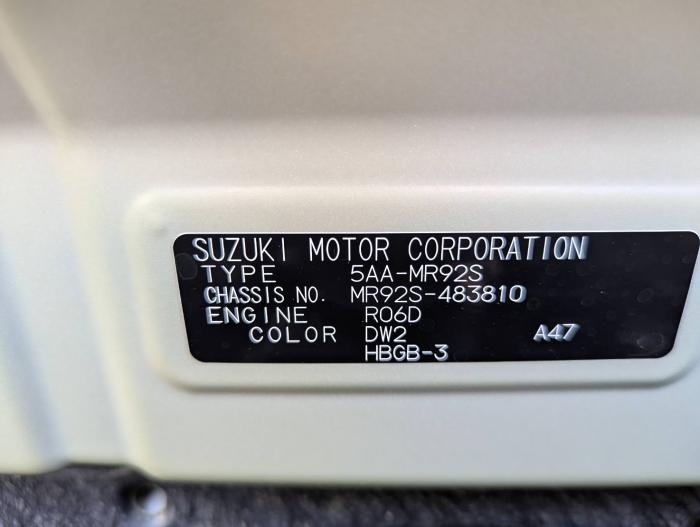 SUZUKI MOTOR CORPORATION
TYPE 5AA-MR92S
CHASSIS NO. MR92S-483810
ENGINE R06D
COLOR DW2 A47
HBGB-3